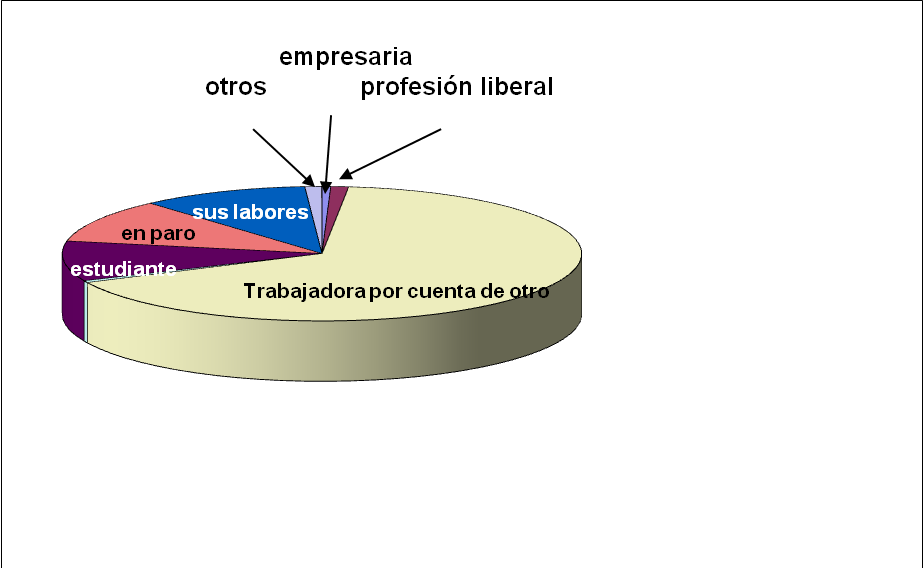 empresaria
otros
profesión liberal
sus labores
en paro
estudiante
Trabajadora por cuenta de otro